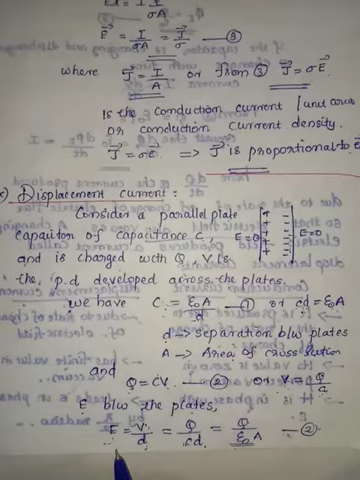 E = I l / σA
E⃗ = I/σA = J⃗/σ — ③
where J⃗ = I/A or from ③ J⃗ = σE⃗.
Is the conduction current / unit area
or conduction current density.
J⃗ = σE⃗. ⇒ J⃗ is proportional to E
Displacement current :
Consider a parallel plate
capacitor of capacitance C,
and is changed with Q, V is
the p.d developed across the plates.
E=0 + + + + - - - - E=0
we have C = ε₀A/d — ① or cd = ε₀A
d → separation b/w plates
A → Area of cross section
and
Q = CV — ② or V = Q/C
E b/w the plates,
E = V/d = Q/cd = Q/ε₀A — ②